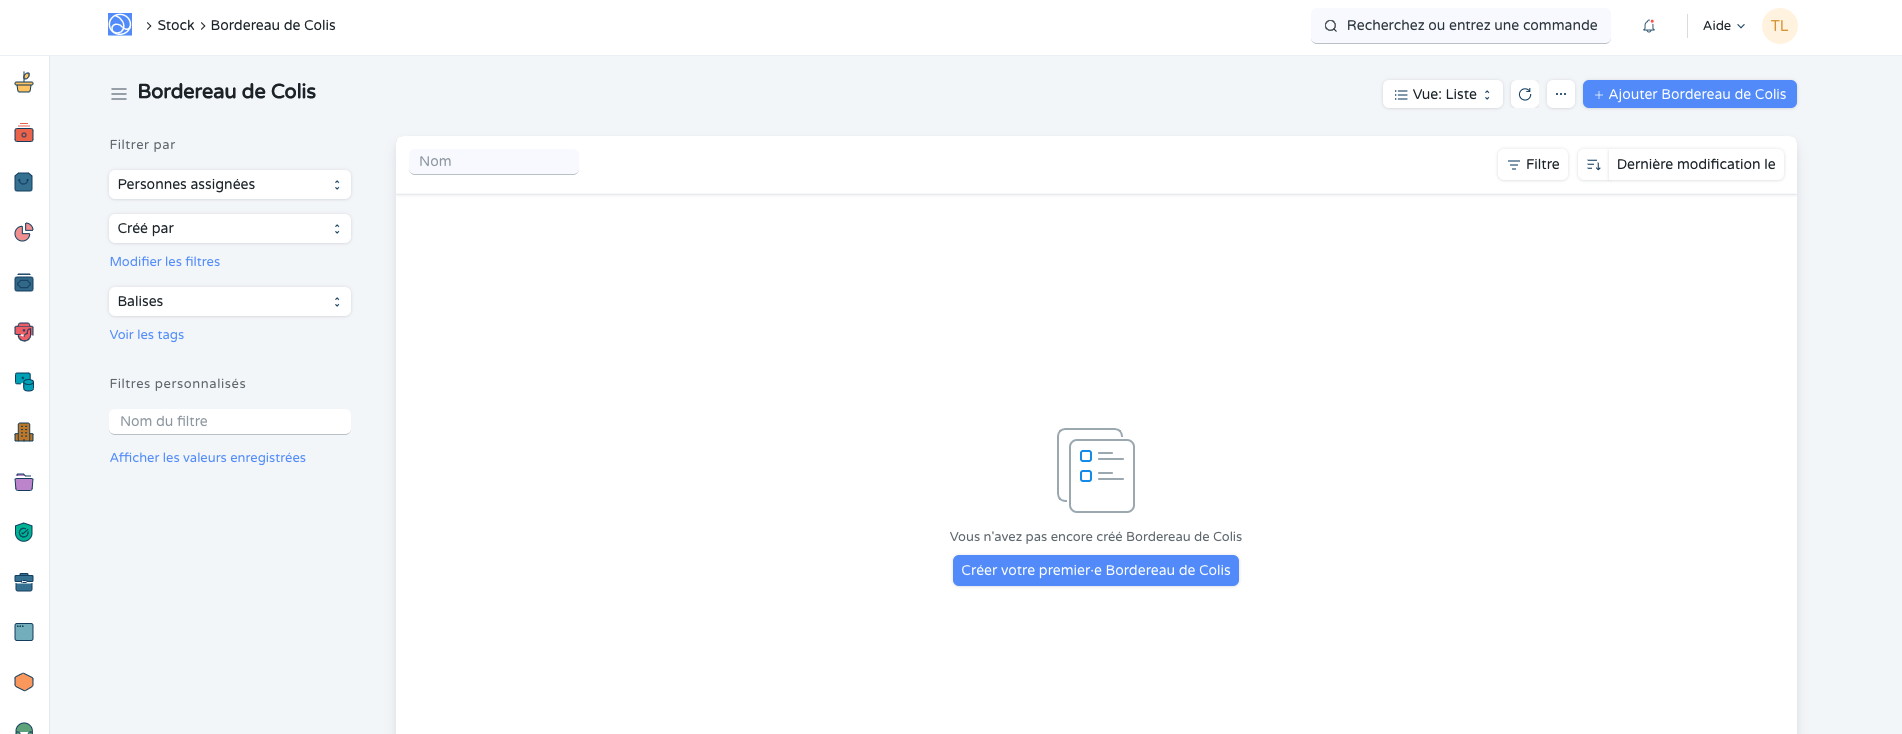 Stock
Bordereau de Colis
Recherchez ou entrez une commande
Aide
TL
Bordereau de Colis
Vue: Liste
+ Ajouter Bordereau de Colis
Filtrer par
Personnes assignées
Créé par
Modifier les filtres
Balises
Voir les tags
Filtres personnalisés
Nom du filtre
Afficher les valeurs enregistrées
Nom
Filtre
Dernière modification le
Vous n'avez pas encore créé Bordereau de Colis
Créer votre premier·e Bordereau de Colis